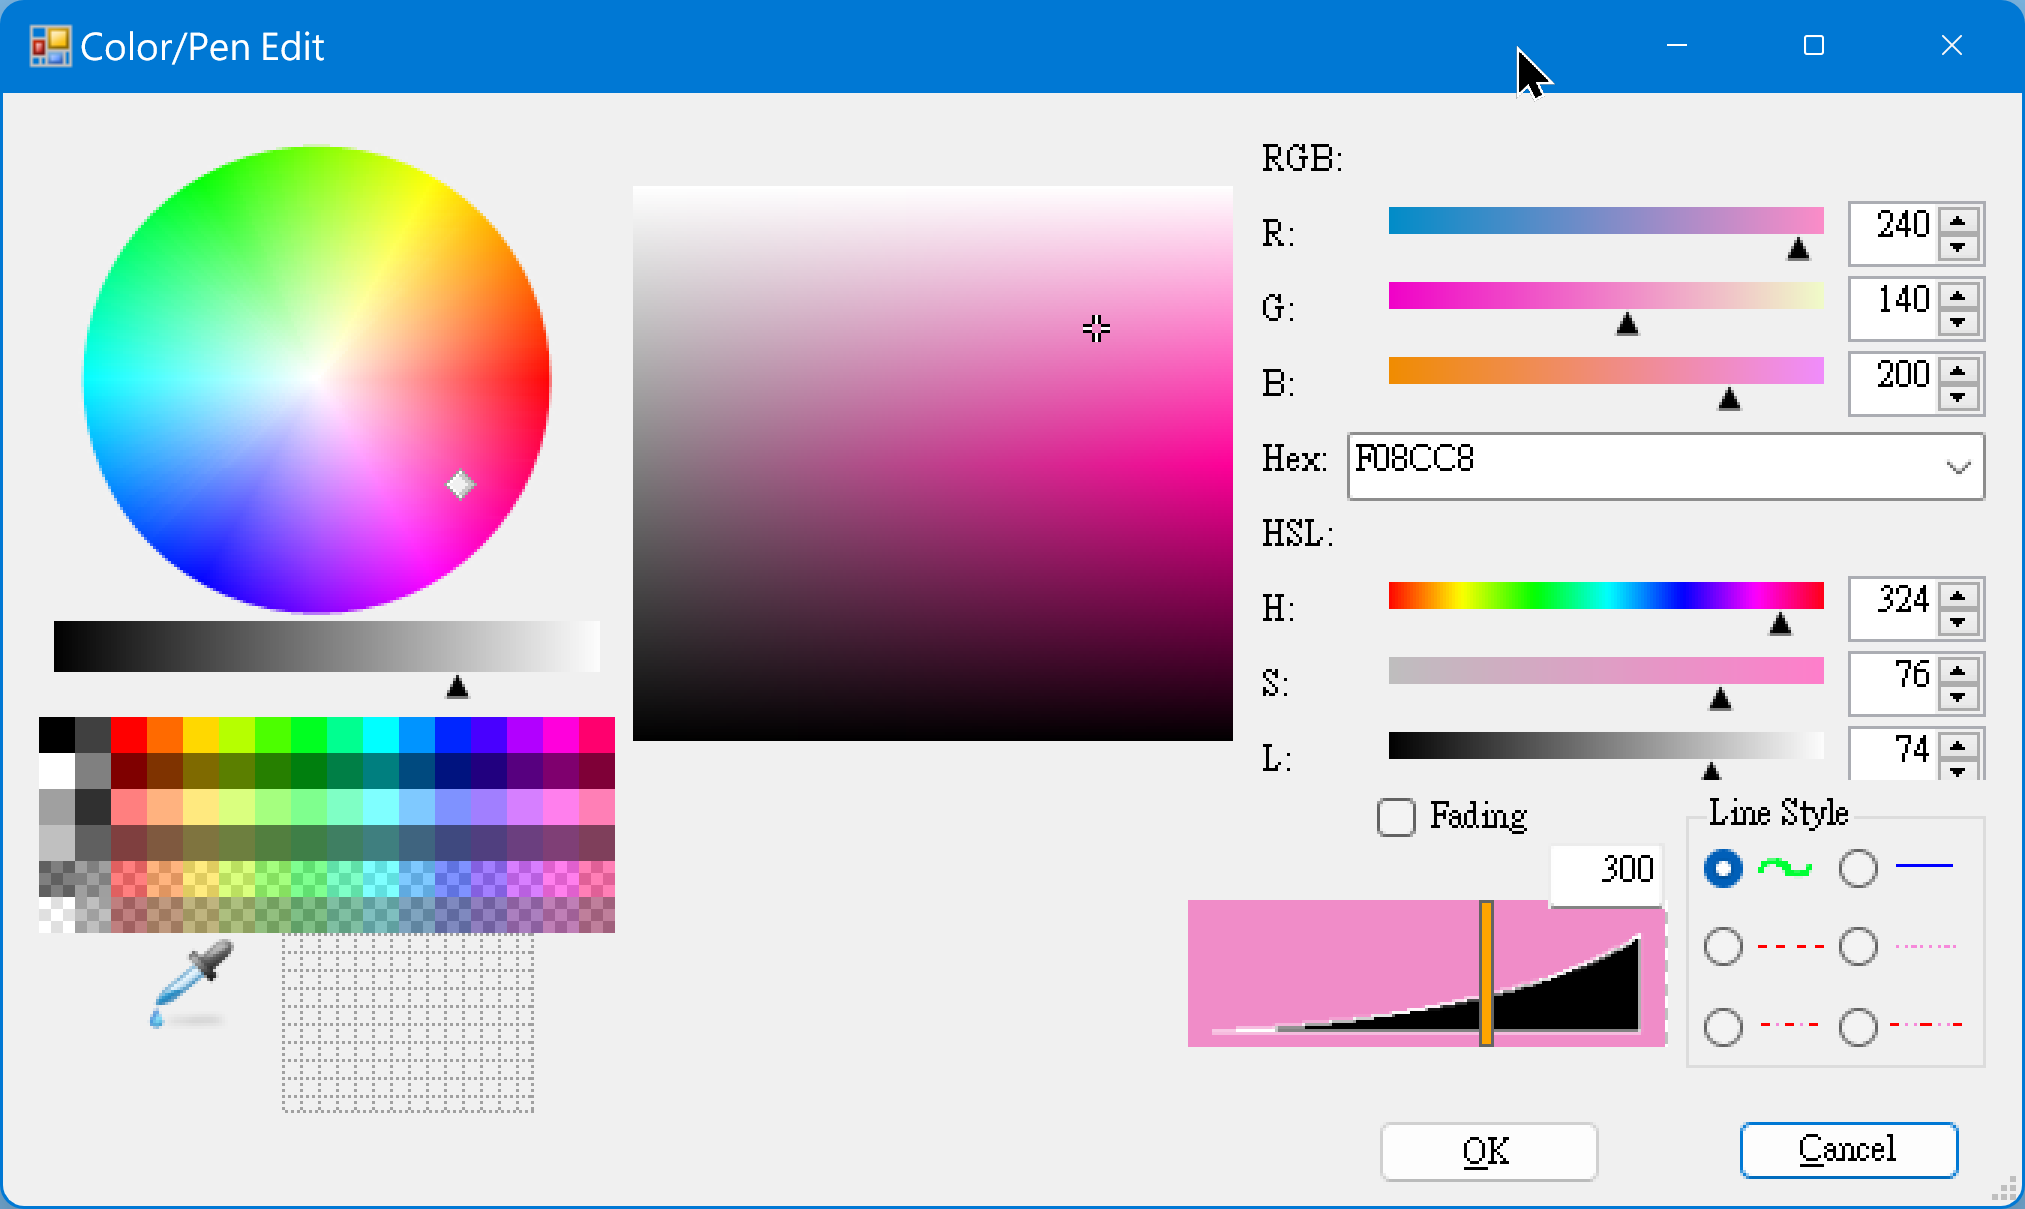 Color/Pen Edit
RGB:
R: 240
G: 140
B: 200
Hex: F08CC8
HSL:
H: 324
S: 76
L: 74
Fading
Line Style
300
OK
Cancel